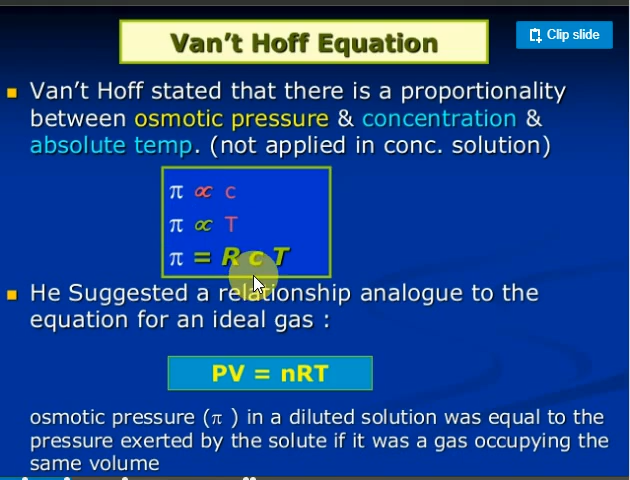 Van't Hoff Equation
Clip slide
Van't Hoff stated that there is a proportionality
between osmotic pressure & concentration &
absolute temp. (not applied in conc. solution)
π ∝ c
π ∝ T
π = R c T
He Suggested a relationship analogue to the
equation for an ideal gas :
PV = nRT
osmotic pressure (π ) in a diluted solution was equal to the
pressure exerted by the solute if it was a gas occupying the
same volume